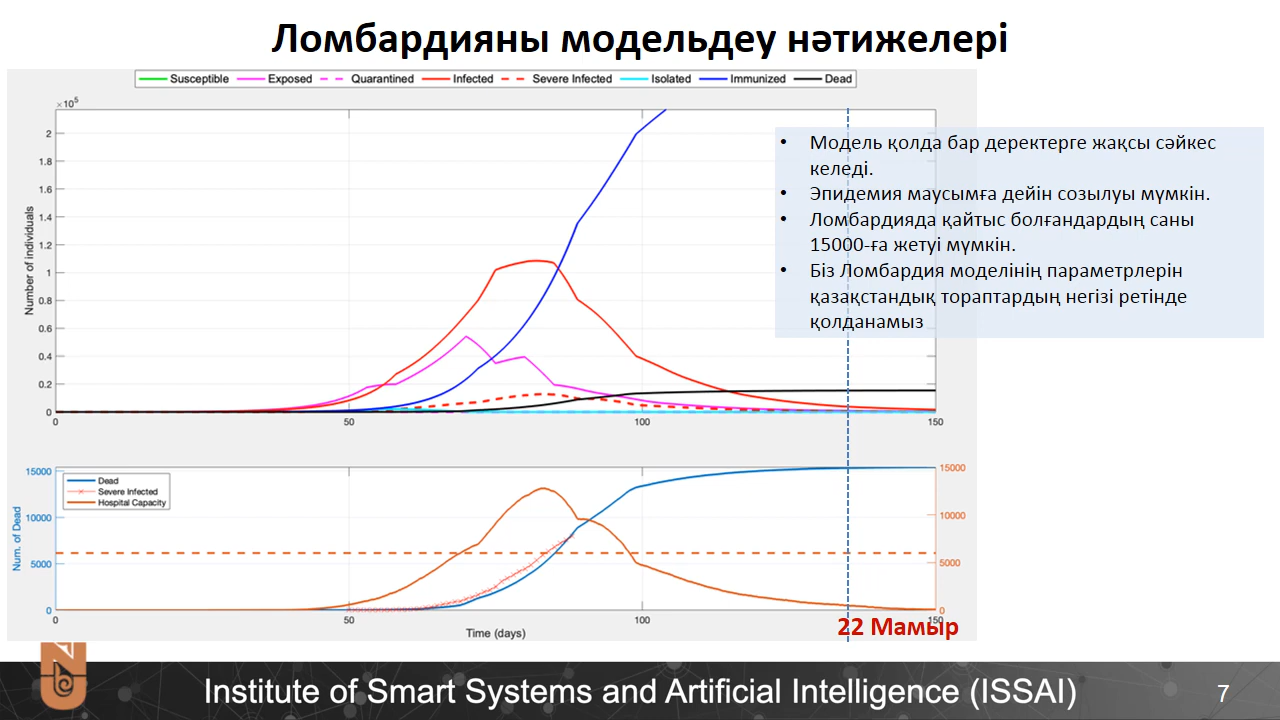 Ломбардияны модельдеу нәтижелері
Susceptible Exposed Quarantined Infected Severe Infected Isolated Immunized Dead
×10⁵
2
1.8
1.6
1.4
1.2
1
0.8
0.6
0.4
0.2
0
Number of individuals
0 50 100 150
• Модель қолда бар деректерге жақсы сәйкес
келеді.
• Эпидемия маусымға дейін созылуы мүмкін.
• Ломбардияда қайтыс болғандардың саны
15000-ға жетуі мүмкін.
• Біз Ломбардия моделінің параметрлерін
қазақстандық тораптардың негізі ретінде
қолданамыз
15000
10000
5000
0
Num. of Dead
Dead
Severe Infected
Hospital Capacity
15000
10000
5000
0
0 50 100 150
Time (days)
22 Мамыр
Institute of Smart Systems and Artificial Intelligence (ISSAI)
7